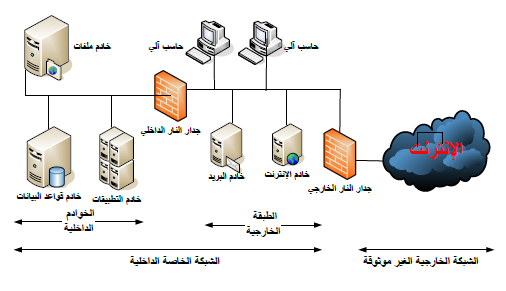 خادم ملفات
حاسب آلي
حاسب آلي
جدار النار الداخلي
الإنترنت
خادم قواعد البيانات
خادم التطبيقات
خادم البريد
خادم الإنترنت
جدار النار الخارجي
الخوادم
الداخلية
الطبقة
الخارجية
الشبكة الخاصة الداخلية
الشبكة الخارجية الغير موثوقة